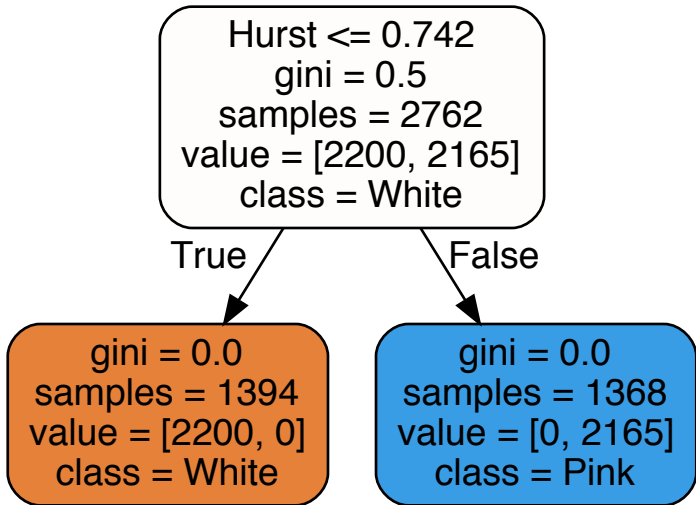 Hurst <= 0.742
gini = 0.5
samples = 2762
value = [2200, 2165]
class = White
True
False
gini = 0.0
samples = 1394
value = [2200, 0]
class = White
gini = 0.0
samples = 1368
value = [0, 2165]
class = Pink